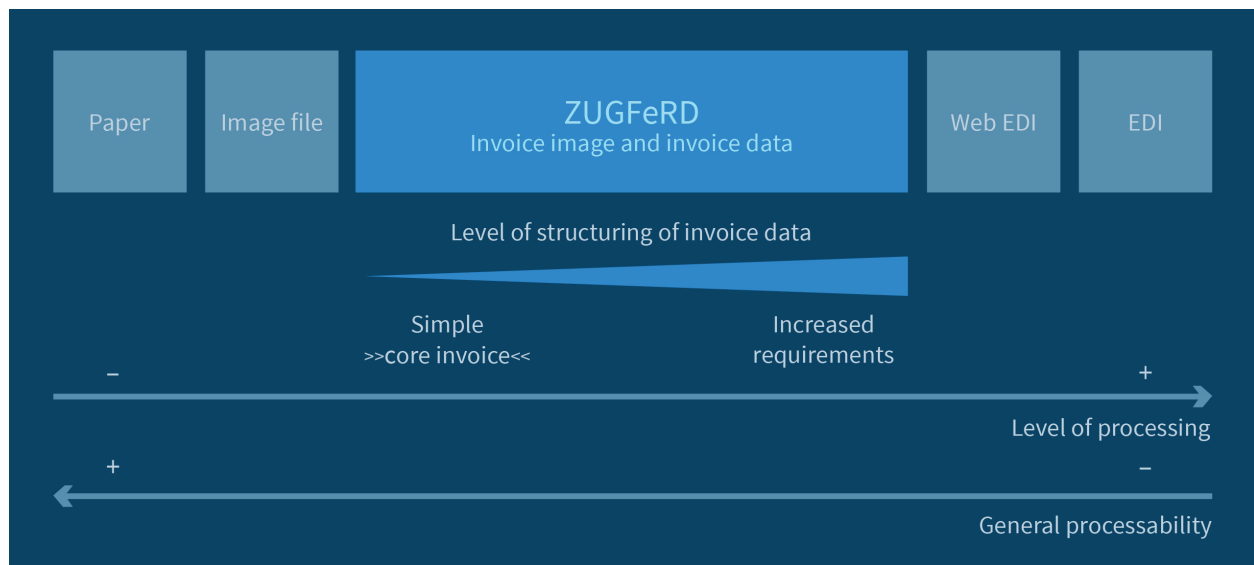 Paper
Image file
ZUGFeRD
Invoice image and invoice data
Web EDI
EDI
Level of structuring of invoice data
Simple
>>core invoice<<
Increased
requirements
– +
Level of processing
+ –
General processability